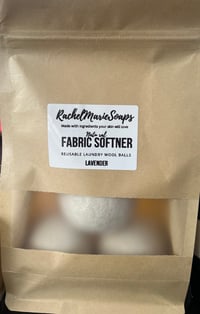 RachelMarieSoaps
Made with ingredients your skin will love
Natural
FABRIC SOFTNER
REUSABLE LAUNDRY WOOL BALLS
LAVENDER